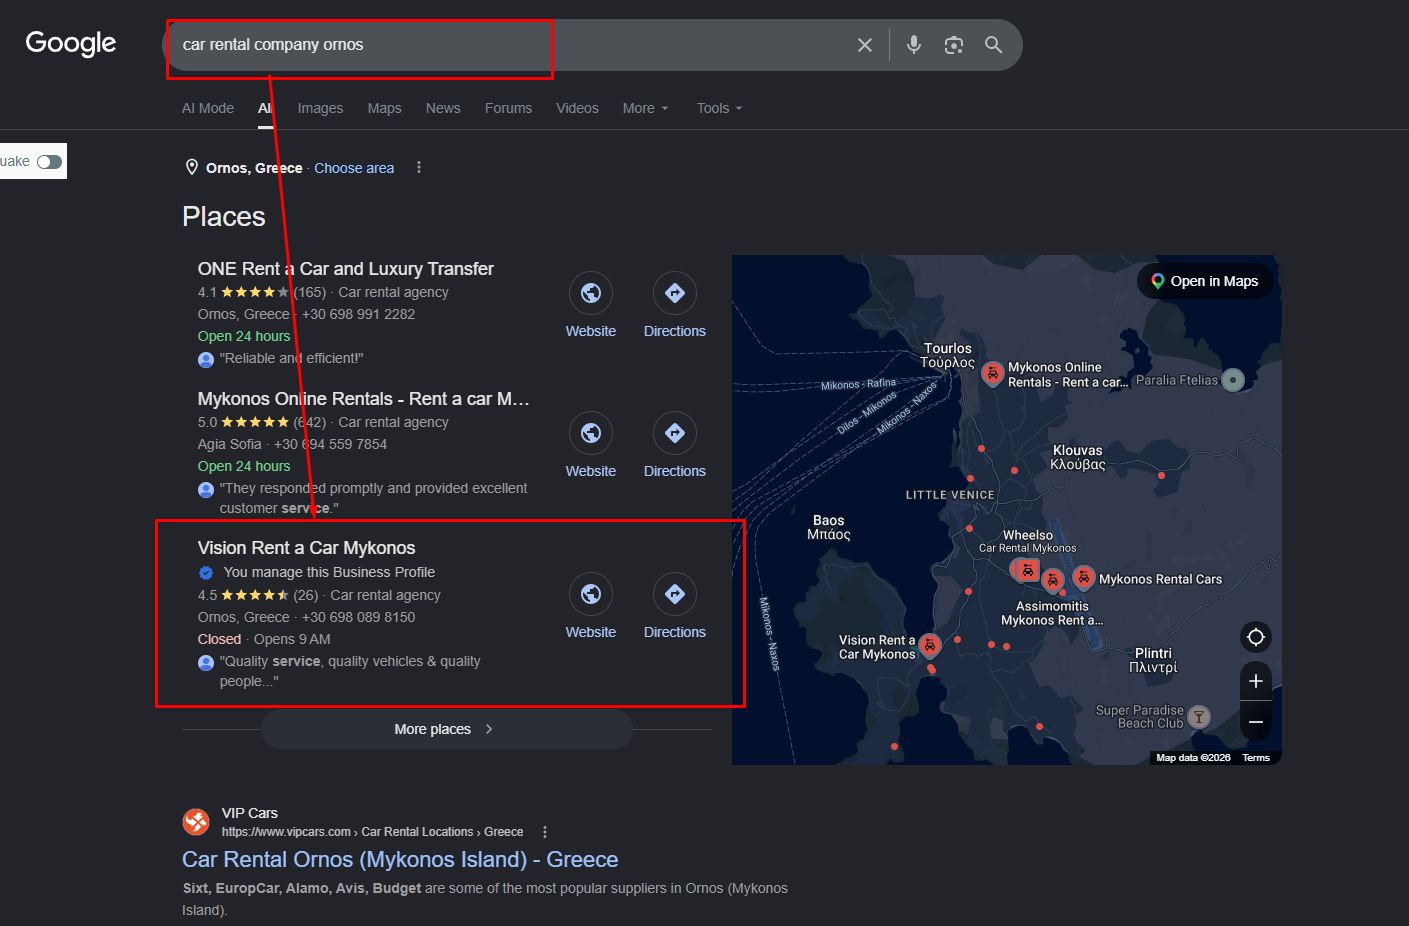 Google
car rental company ornos
AI Mode
All
Images
Maps
News
Forums
Videos
More
Tools
uake
Ornos, Greece · Choose area
Places
ONE Rent a Car and Luxury Transfer
4.1 (165) · Car rental agency
Ornos, Greece · +30 698 991 2282
Open 24 hours
"Reliable and efficient!"
Website
Directions
Mykonos Online Rentals - Rent a car M...
5.0 (642) · Car rental agency
Agia Sofia · +30 694 559 7854
Open 24 hours
"They responded promptly and provided excellent
customer service."
Website
Directions
Vision Rent a Car Mykonos
You manage this Business Profile
4.5 (26) · Car rental agency
Ornos, Greece · +30 698 089 8150
Closed · Opens 9 AM
"Quality service, quality vehicles & quality
people..."
Website
Directions
More places
Open in Maps
Tourlos
Τούρλος
Mykonos Online
Rentals - Rent a car...
Paralia Ftelias
Mikonos - Rafina
Dilos - Mikonos
Mikonos - Naxos
Klouvas
Κλούβας
LITTLE VENICE
Baos
Μπάος
Wheelso
Car Rental Mykonos
Mykonos Rental Cars
Assimomitis
Mykonos Rent a...
Vision Rent a
Car Mykonos
Mikonos - Naxos
Plintri
Πλιντρί
Super Paradise
Beach Club
Map data ©2026
Terms
VIP Cars
https://www.vipcars.com › Car Rental Locations › Greece
Car Rental Ornos (Mykonos Island) - Greece
Sixt, EuropCar, Alamo, Avis, Budget are some of the most popular suppliers in Ornos (Mykonos
Island).